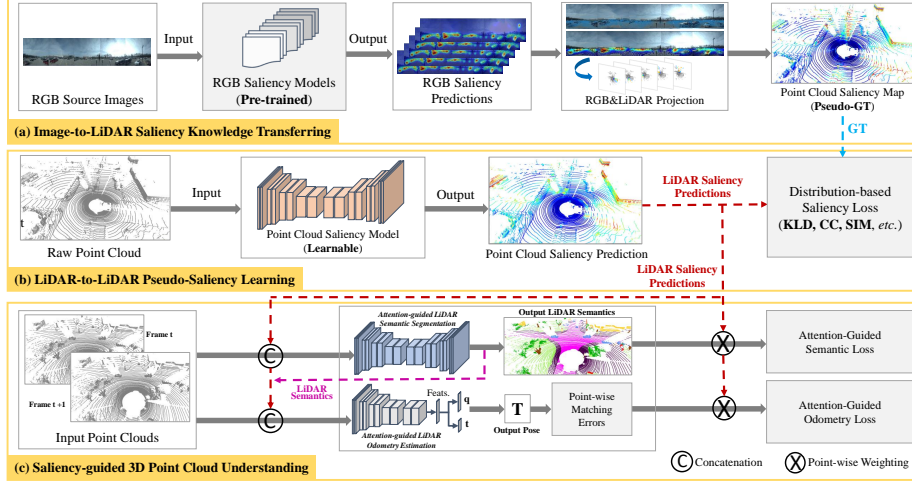 Input
Output
RGB Source Images
RGB Saliency Models
(Pre-trained)
RGB Saliency
Predictions
RGB&LiDAR Projection
Point Cloud Saliency Map
(Pseudo-GT)
(a) Image-to-LiDAR Saliency Knowledge Transferring
GT
t
Input
Output
Raw Point Cloud
Point Cloud Saliency Model
(Learnable)
Point Cloud Saliency Prediction
LiDAR Saliency
Predictions
Distribution-based
Saliency Loss
(KLD, CC, SIM, etc.)
(b) LiDAR-to-LiDAR Pseudo-Saliency Learning
LiDAR Saliency
Predictions
Frame t
Frame t +1
Input Point Clouds
C
C
Attention-guided LiDAR
Semantic Segmentation
Output LiDAR Semantics
LiDAR
Semantics
Feats.
q
t
Attention-guided LiDAR
Odometry Estimation
T
Output Pose
Point-wise
Matching
Errors
X
X
Attention-Guided
Semantic Loss
Attention-Guided
Odometry Loss
(c) Saliency-guided 3D Point Cloud Understanding
C Concatenation
X Point-wise Weighting